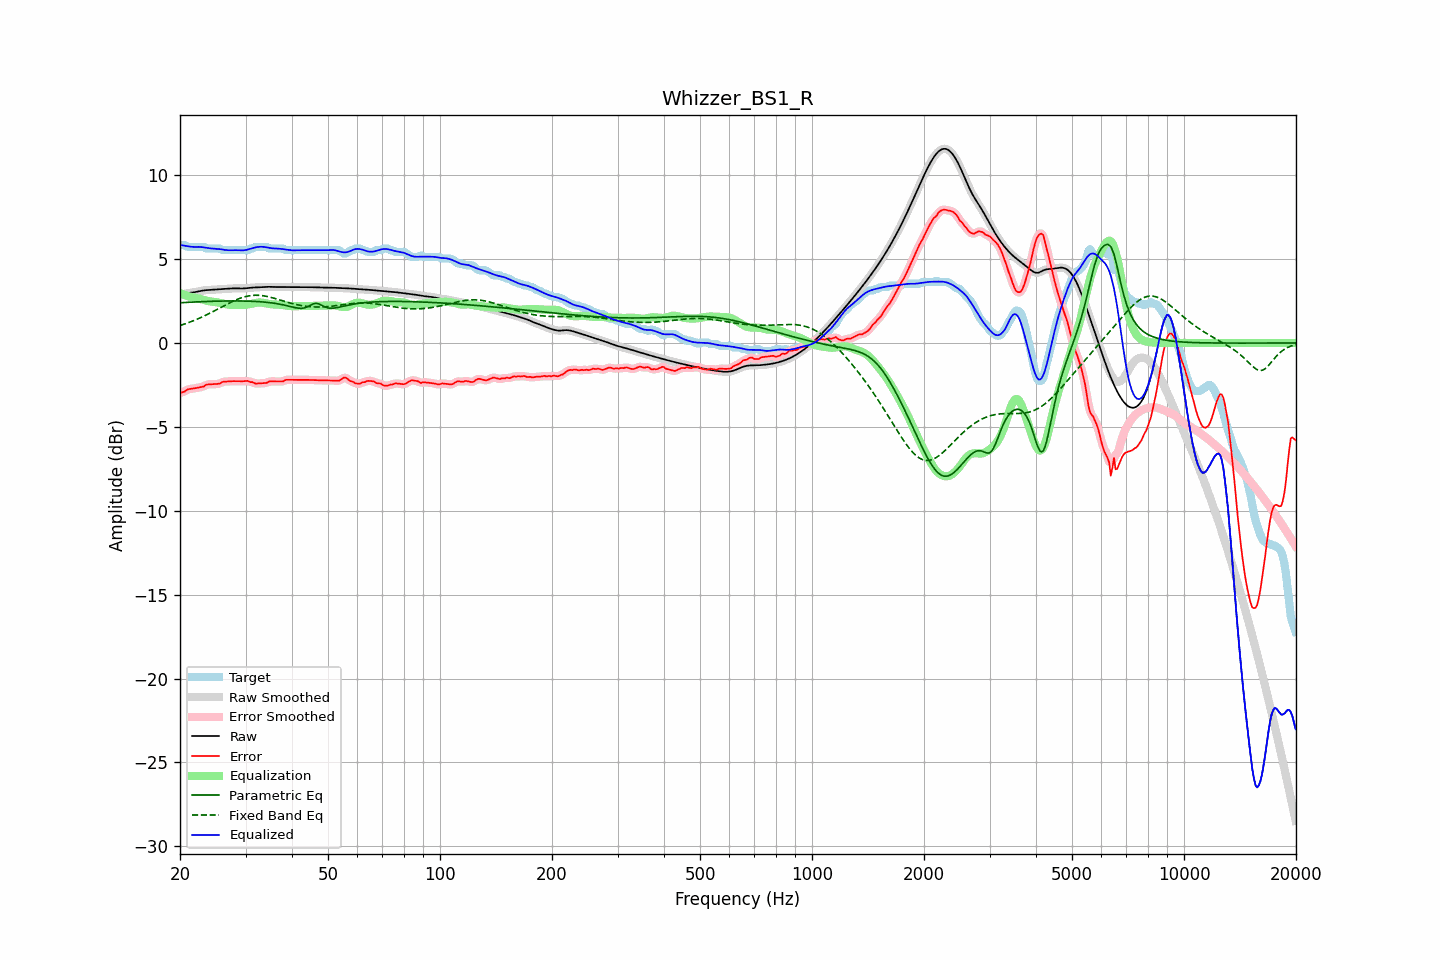 Whizzer_BS1_R
10
5
0
−5
−10
−15
−20
−25
−30
Amplitude (dBr)
Target
Raw Smoothed
Error Smoothed
Raw
Error
Equalization
Parametric Eq
Fixed Band Eq
Equalized
20 50 100 200 500 1000 2000 5000 10000 20000
Frequency (Hz)